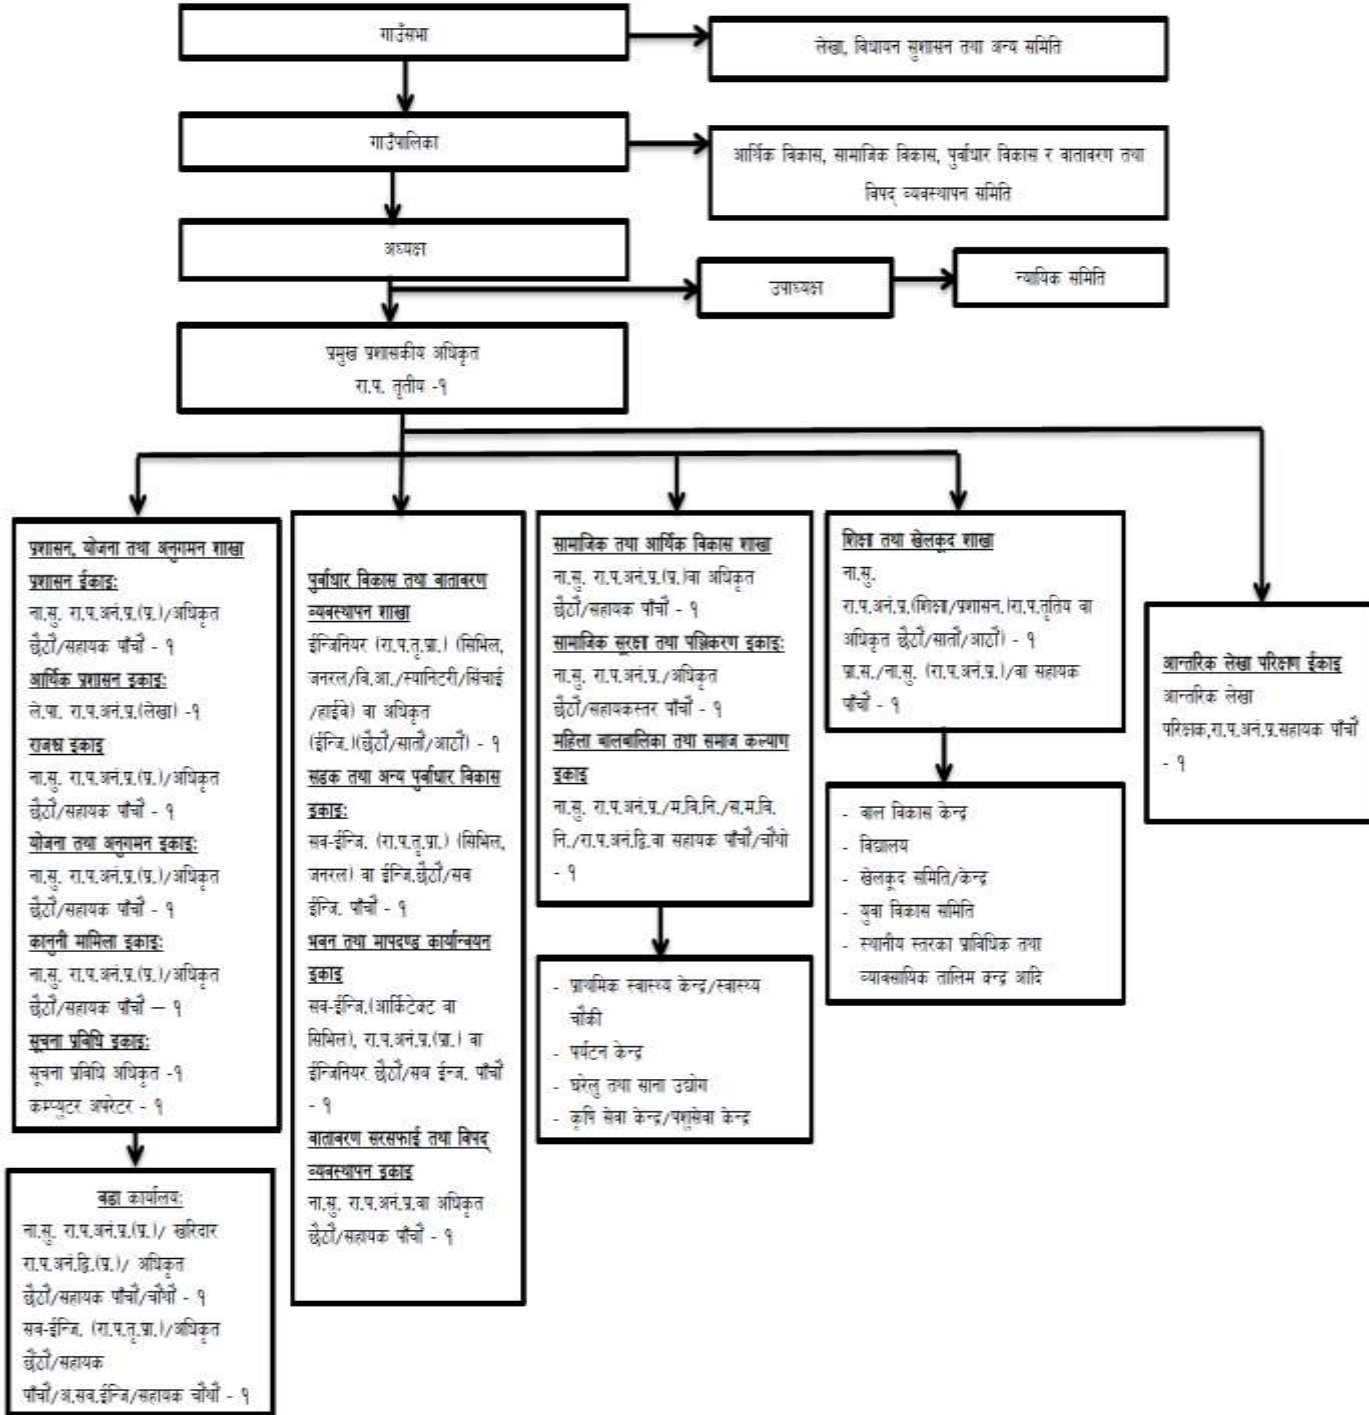 गाउँसभा
लेखा, विधायन सुशासन तथा अन्य समिति
गाउँपालिका
आर्थिक विकास, सामाजिक विकास, पुर्वाधार विकास र वातावरण तथा
विपद् व्यवस्थापन समिति
अध्यक्ष
उपाध्यक्ष
न्यायिक समिति
प्रमुख प्रशासकीय अधिकृत
रा.प. तृतीय -१
प्रशासन, योजना तथा अनुगमन शाखा
प्रशासन ईकाइः
ना.सु. रा.प.अनं.प्र.(प्र.)/अधिकृत
छैठौं/सहायक पाँचौं - १
आर्थिक प्रशासन इकाइः
ले.पा. रा.प.अनं.प्र.(लेखा) -१
राजश्व इकाइ
ना.सु. रा.प.अनं.प्र.(प्र.)/अधिकृत
छैठौं/सहायक पाँचौं - १
योजना तथा अनुगमन इकाइः
ना.सु. रा.प.अनं.प्र.(प्र.)/अधिकृत
छैठौं/सहायक पाँचौं - १
कानुनी मामिला इकाइः
ना.सु. रा.प.अनं.प्र.(प्र.)/अधिकृत
छैठौं/सहायक पाँचौं – १
सूचना प्रविधि इकाइः
सूचना प्रविधि अधिकृत -१
कम्प्युटर अपरेटर - १
वडा कार्यालयः
ना.सु. रा.प.अनं.प्र.(प्र.)/ खरिदार
रा.प.अनं.द्वि.(प्र.)/ अधिकृत
छैठौं/सहायक पाँचौं/चौथौं - १
सव-ईन्जि. (रा.प.तृ.प्रा.)/अधिकृत
छैठौं/सहायक
पाँचौं/अ.सव.ईन्जि/सहायक चौथौं - १
पुर्वाधार विकास तथा वातावरण
व्यवस्थापन शाखा
ईन्जिनियर (रा.प.तृ.प्रा.) (सिभिल,
जनरल/वि.आ./स्यानिटरी/सिंचाई
/हाईवे) वा अधिकृत
(ईन्जि.)(छैठौं/सातौं/आठौं) - १
सडक तथा अन्य पुर्वाधार विकास
इकाइः
सव-ईन्जि. (रा.प.तृ.प्रा.) (सिभिल,
जनरल) वा ईन्जि.छैठौं/सव
ईन्जि. पाँचौं - १
भवन तथा मापदण्ड कार्यान्वयन
इकाइ
सव-ईन्जि.(आर्किटेक्ट वा
सिभिल), रा.प.अनं.प्र.(प्रा.) वा
ईन्जिनियर छैठौं/सव ईन्ज. पाँचौं
- १
वातावरण सरसफाई तथा विपद्
व्यवस्थापन इकाइ
ना.सु. रा.प.अनं.प्र.वा अधिकृत
छैठौं/सहायक पाँचौं - १
सामाजिक तथा आर्थिक विकास शाखा
ना.सु. रा.प.अनं.प्र.(प्र.)वा अधिकृत
छैठौं/सहायक पाँचौं - १
सामाजिक सूरक्षा तथा पञ्जिकरण इकाइः
ना.सु. रा.प.अनं.प्र./अधिकृत
छैठौं/सहायकस्तर पाँचौं - १
महिला बालबालिका तथा समाज कल्याण
इकाइ
ना.सु. रा.प.अनं.प्र./म.वि.नि./स.म.वि.
नि./रा.प.अनं.द्वि.वा सहायक पाँचौं/चौथो
- १
- प्राथमिक स्वास्थ्य केन्द्र/स्वास्थ्य
चौकी
- पर्यटन केन्द्र
- घरेलु तथा साना उद्योग
- कृषि सेवा केन्द्र/पशुसेवा केन्द्र
शिक्षा तथा खेलकूद शाखा
ना.सु.
रा.प.अनं.प्र.(शिक्षा/प्रशासन.)रा.प.तृतिय वा
अधिकृत छैठौं/सातौं/आठौं) - १
प्रा.स./ना.सु. (रा.प.अनं.प्र.)/वा सहायक
पाँचौं - १
- बाल विकास केन्द्र
- विद्यालय
- खेलकूद समिति/केन्द्र
- युवा विकास समिति
- स्थानीय स्तरका प्राविधिक तथा
व्यावसायिक तालिम केन्द्र आदि
आन्तरिक लेखा परिक्षण ईकाइ
आन्तरिक लेखा
परिक्षक,रा.प.अनं.प्र.सहायक पाँचौं
- १